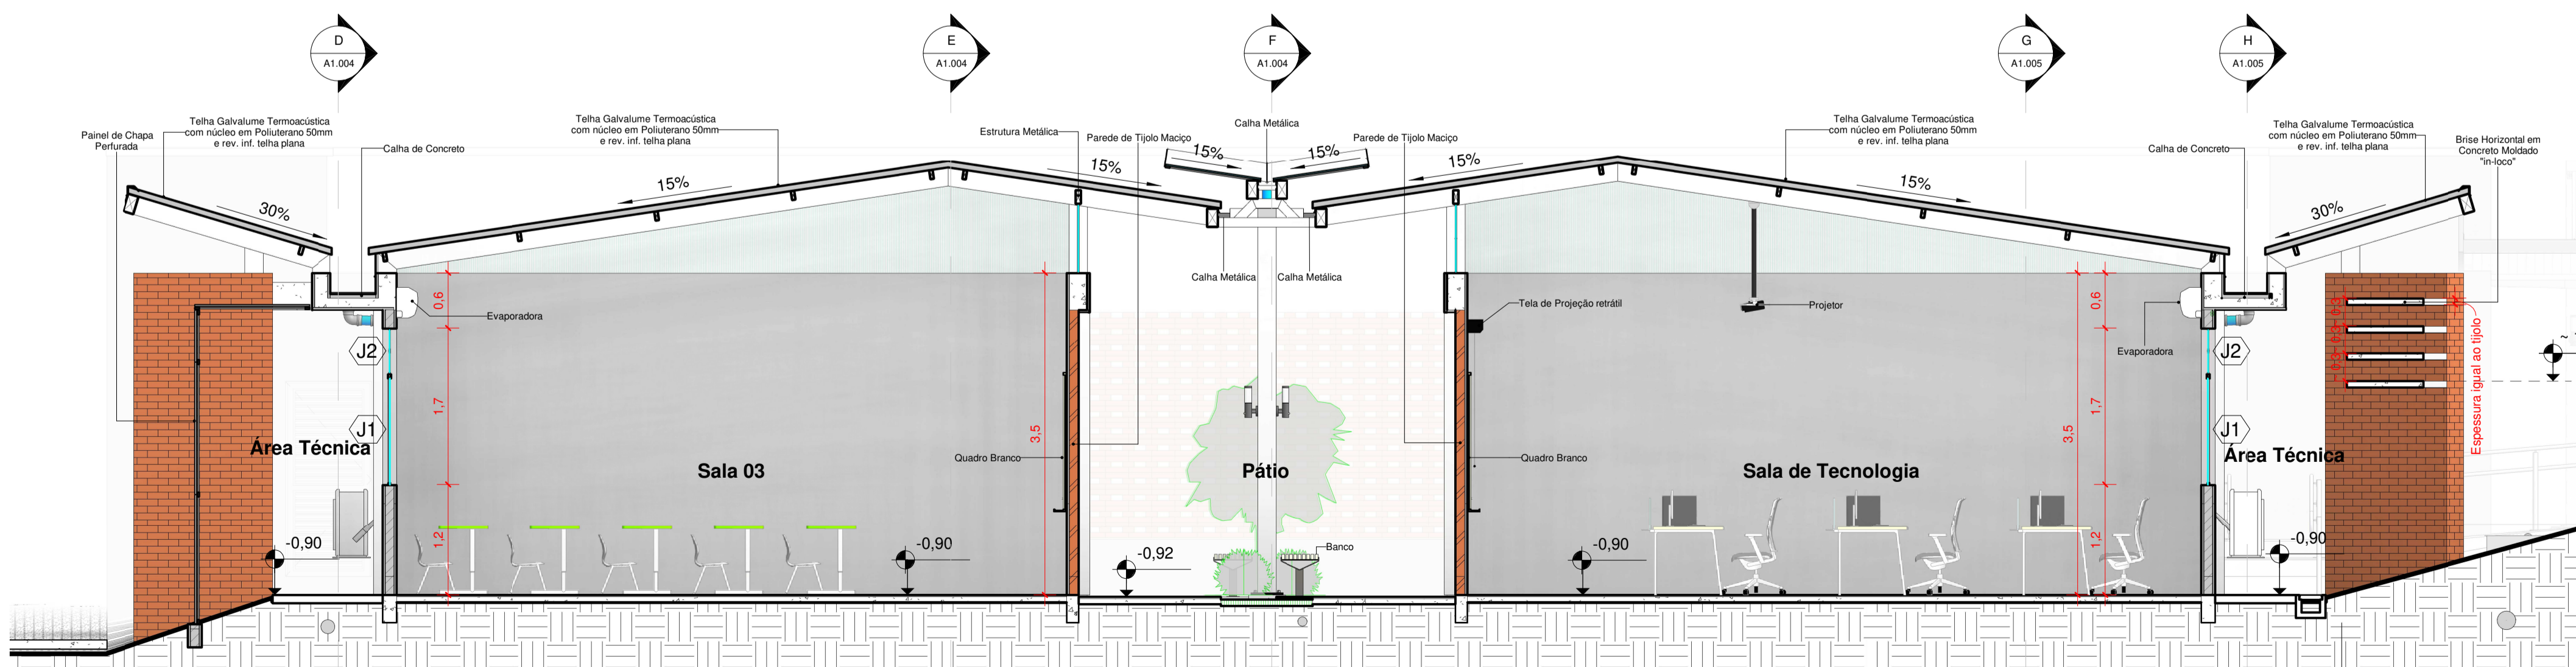 D
A1.004
E
A1.004
F
A1.004
G
A1.005
H
A1.005
Painel de Chapa
Perfurada
Telha Galvalume Termoacústica
com núcleo em Poliuterano 50mm
e rev. inf. telha plana
Calha de Concreto
Telha Galvalume Termoacústica
com núcleo em Poliuterano 50mm
e rev. inf. telha plana
Estrutura Metálica
Parede de Tijolo Maciço
Calha Metálica
Parede de Tijolo Maciço
Telha Galvalume Termoacústica
com núcleo em Poliuterano 50mm
e rev. inf. telha plana
Calha de Concreto
Telha Galvalume Termoacústica
com núcleo em Poliuterano 50mm
e rev. inf. telha plana
Brise Horizontal em
Concreto Moldado
"in-loco"
30%
15%
15%
15%
15%
15%
15%
30%
Calha Metálica
Calha Metálica
Evaporadora
0,6
1,7
1,2
3,5
J2
J1
Área Técnica
Sala 03
Quadro Branco
Pátio
Banco
Tela de Projeção retrátil
Projetor
Quadro Branco
Sala de Tecnologia
Evaporadora
3,5
0,6
1,7
1,2
J2
J1
Área Técnica
0,3
0,3
0,3
Espessura igual ao tijolo
-0,90
-0,90
-0,92
-0,90
-0,90